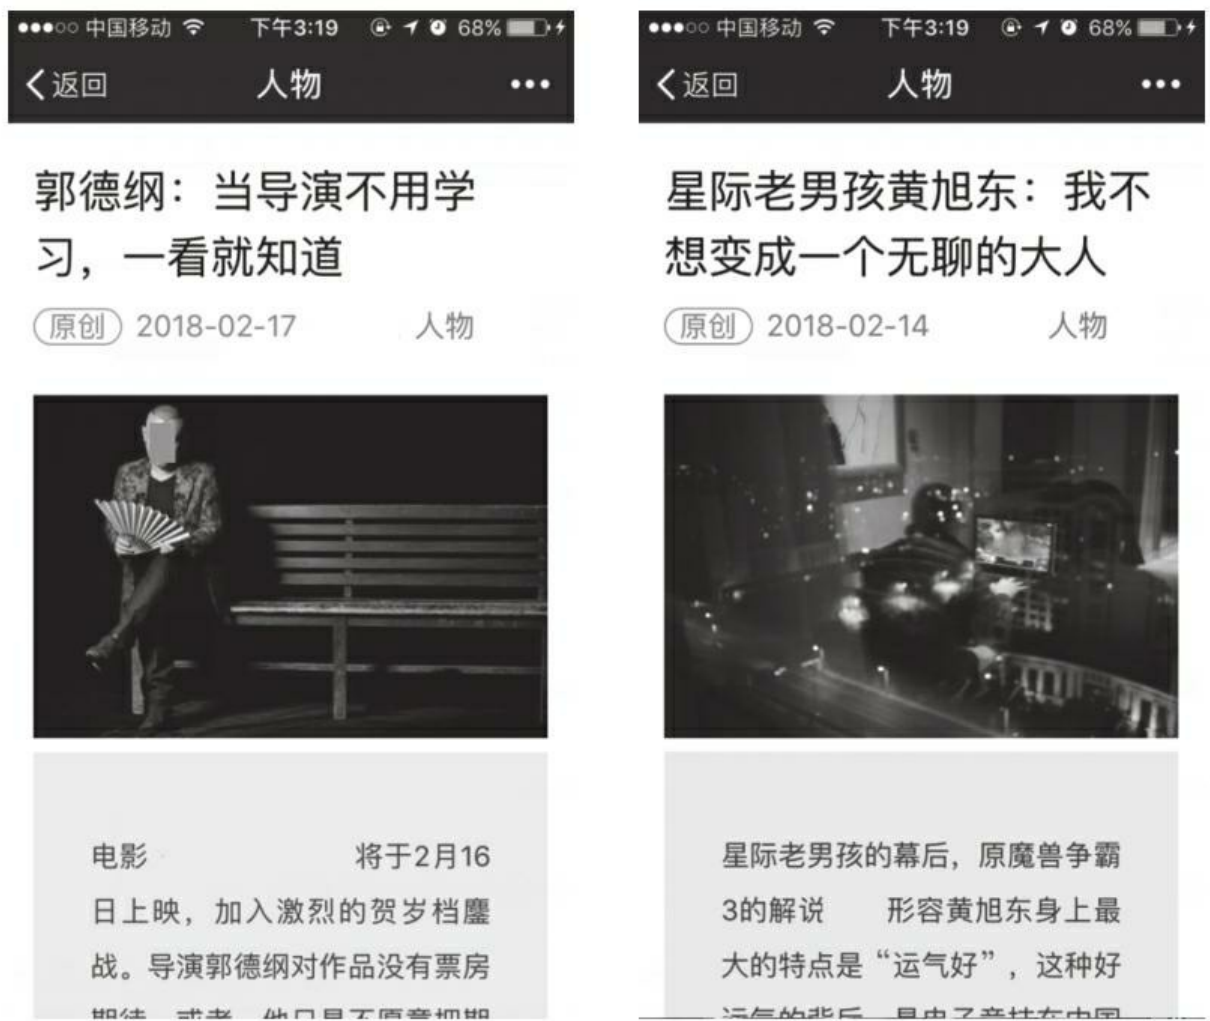 中国移动 下午3:19 68%
返回 人物
郭德纲：当导演不用学
习，一看就知道
原创 2018-02-17 人物
电影 将于2月16
日上映，加入激烈的贺岁档鏖
战。导演郭德纲对作品没有票房
中国移动 下午3:19 68%
返回 人物
星际老男孩黄旭东：我不
想变成一个无聊的大人
原创 2018-02-14 人物
星际老男孩的幕后，原魔兽争霸
3的解说 形容黄旭东身上最
大的特点是“运气好”，这种好